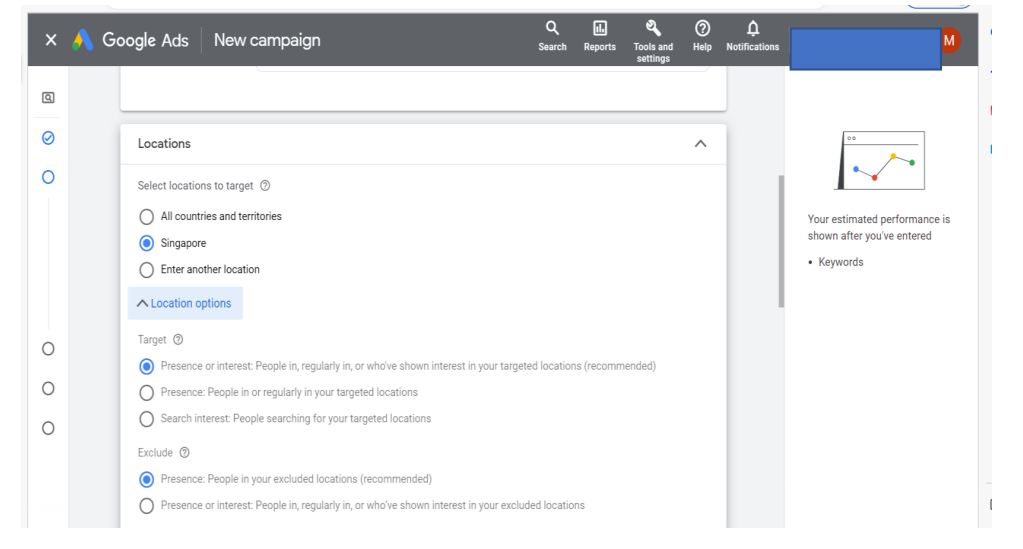 Google Ads New campaign
Search Reports Tools and settings Help Notifications
M
Locations
Select locations to target
All countries and territories
Singapore
Enter another location
Location options
Target
Presence or interest: People in, regularly in, or who've shown interest in your targeted locations (recommended)
Presence: People in or regularly in your targeted locations
Search interest: People searching for your targeted locations
Exclude
Presence: People in your excluded locations (recommended)
Presence or interest: People in, regularly in, or who've shown interest in your excluded locations
Your estimated performance is
shown after you've entered
• Keywords